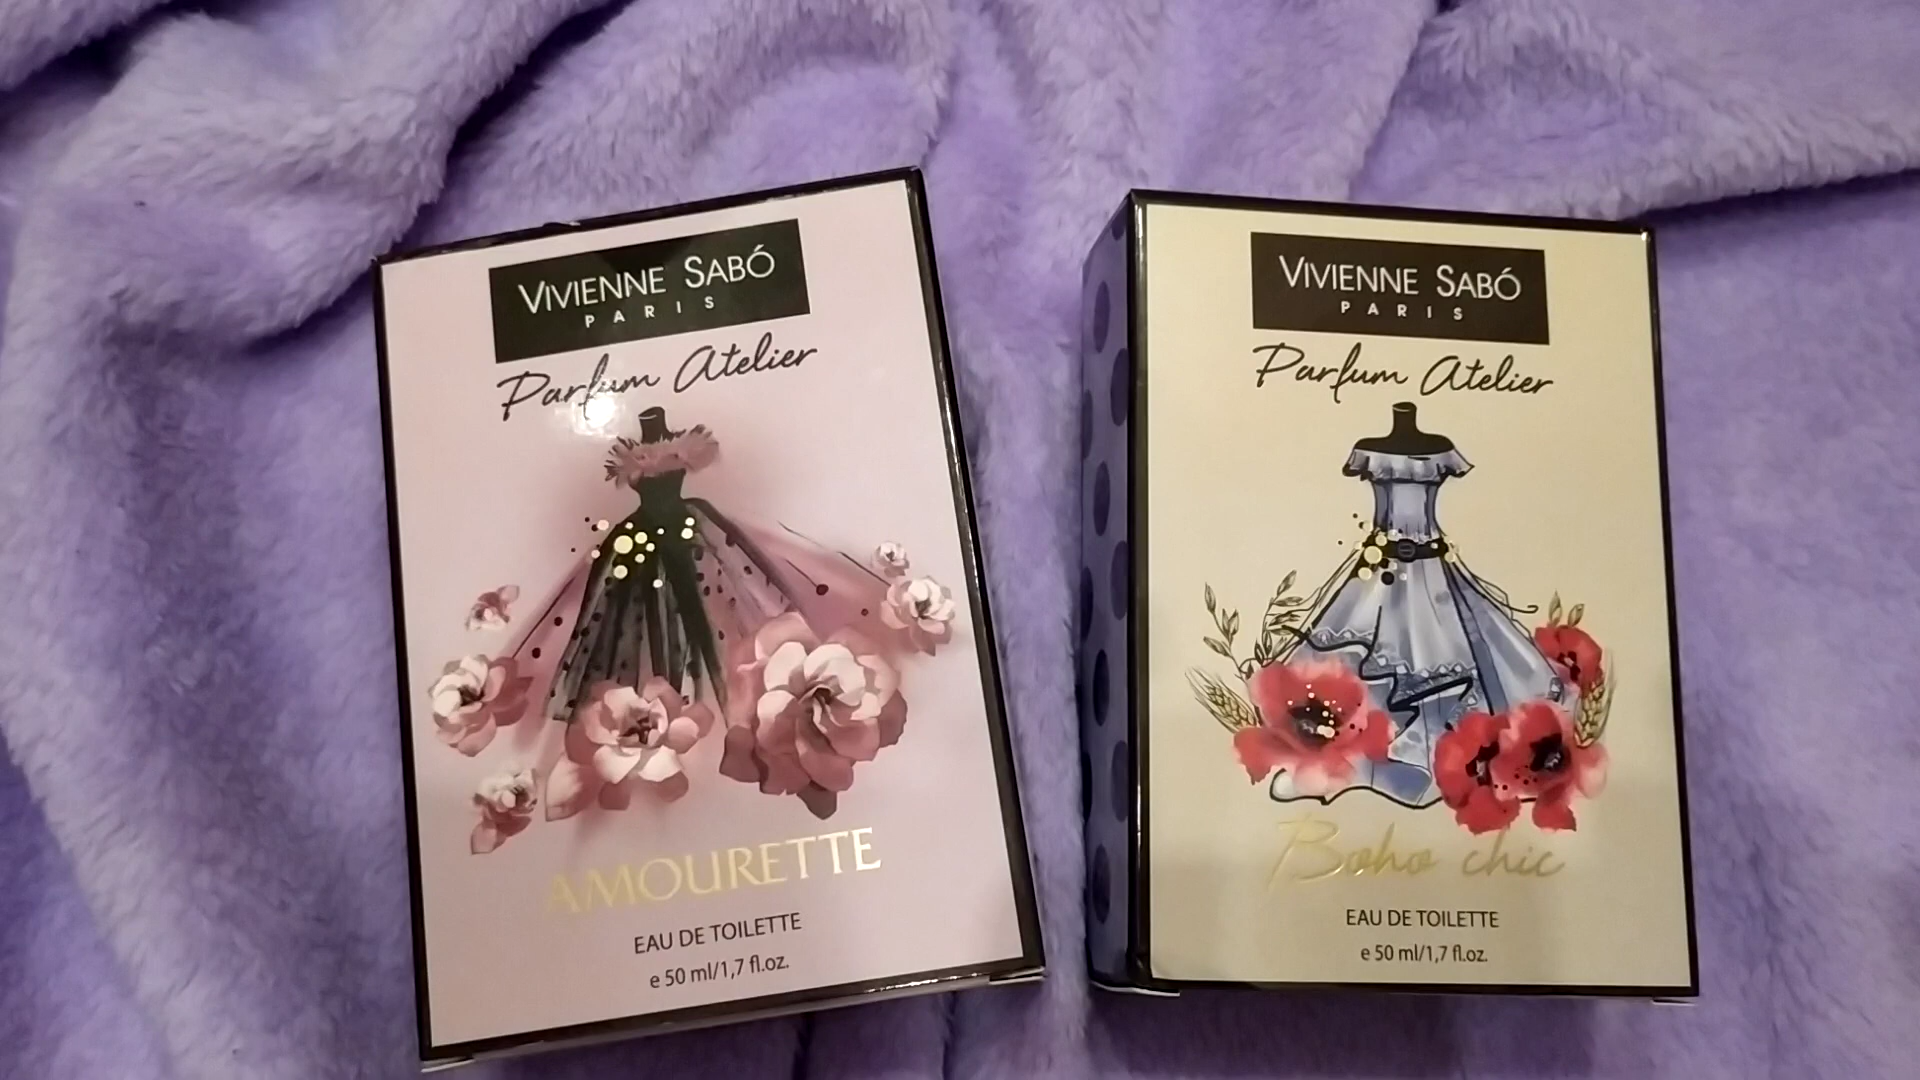 VIVIENNE SABÓ
PARIS
Parfum Atelier
AMOURETTE
EAU DE TOILETTE
e 50 ml/1,7 fl.oz.
VIVIENNE SABÓ
PARIS
Parfum Atelier
Boho chic
EAU DE TOILETTE
e 50 ml/1,7 fl.oz.